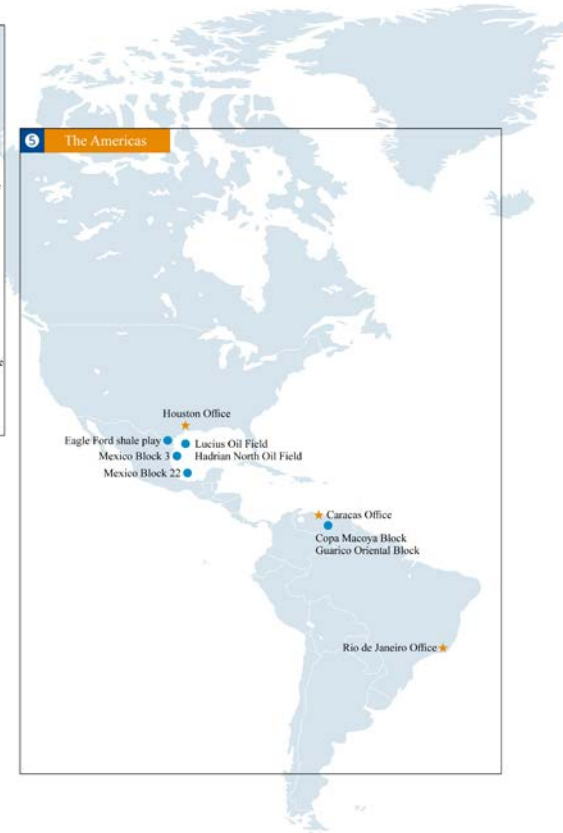 5 The Americas
Houston Office
Eagle Ford shale play
Lucius Oil Field
Mexico Block 3
Hadrian North Oil Field
Mexico Block 22
Caracas Office
Copa Macoya Block
Guarico Oriental Block
Rio de Janeiro Office